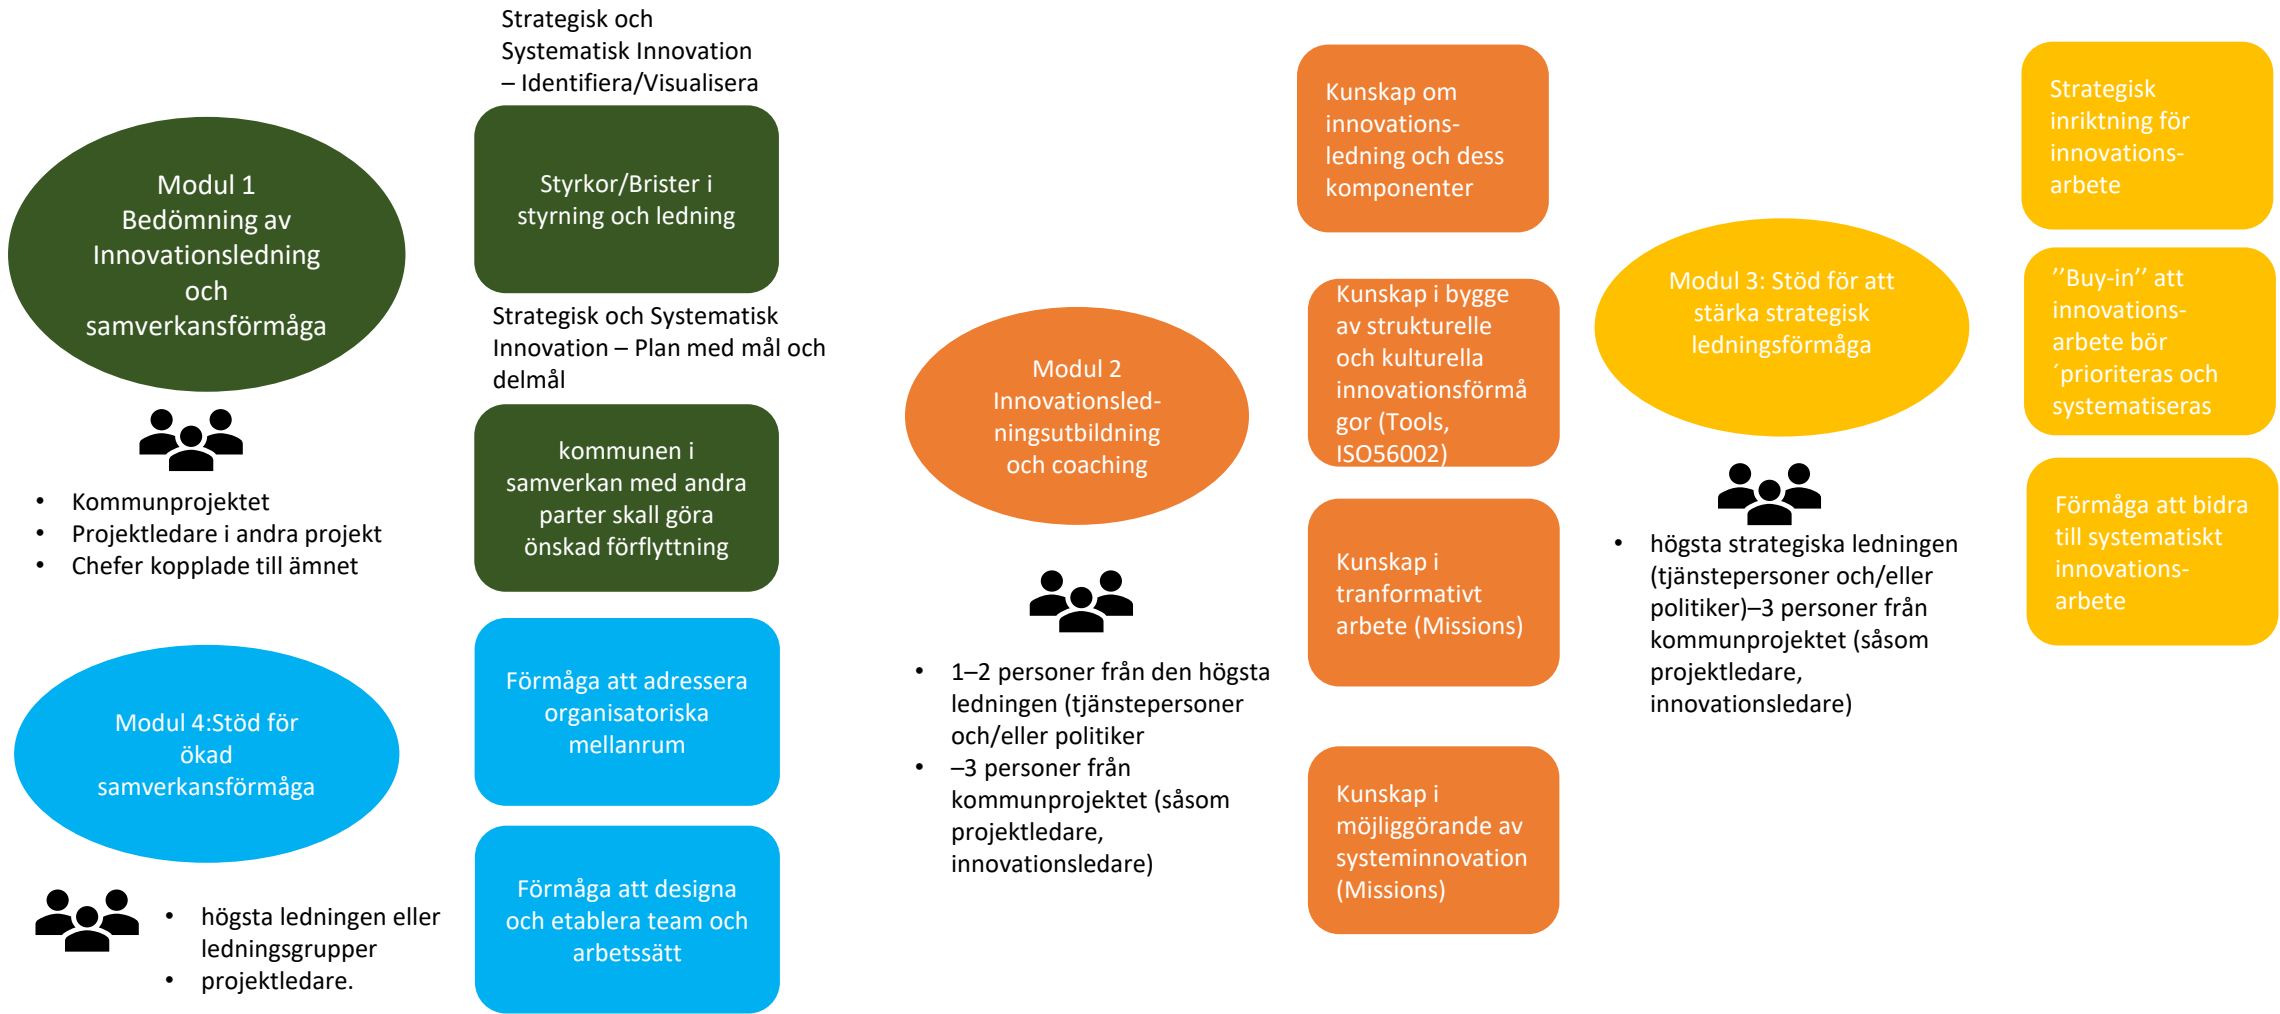 Strategisk och
Systematisk Innovation
– Identifiera/Visualisera
Modul 1
Bedömning av
Innovationsledning
och
samverkansförmåga
Styrkor/Brister i
styrning och ledning
Strategisk och Systematisk
Innovation – Plan med mål och
delmål
kommunen i
samverkan med andra
parter skall göra
önskad förflyttning
• Kommunprojektet
• Projektledare i andra projekt
• Chefer kopplade till ämnet
Modul 4:Stöd för
ökad
samverkansförmåga
Förmåga att adressera
organisatoriska
mellanrum
Förmåga att designa
och etablera team och
arbetssätt
• högsta ledningen eller
ledningsgrupper
• projektledare.
Modul 2
Innovationsled-
ningsutbildning
och coaching
• 1–2 personer från den högsta
ledningen (tjänstepersoner
och/eller politiker
• –3 personer från
kommunprojektet (såsom
projektledare,
innovationsledare)
Kunskap om
innovations-
ledning och dess
komponenter
Kunskap i bygge
av strukturelle
och kulturella
innovationsförmå
gor (Tools,
ISO56002)
Kunskap i
tranformativt
arbete (Missions)
Kunskap i
möjliggörande av
systeminnovation
(Missions)
Modul 3: Stöd för att
stärka strategisk
ledningsförmåga
• högsta strategiska ledningen
(tjänstepersoner och/eller
politiker)–3 personer från
kommunprojektet (såsom
projektledare,
innovationsledare)
Strategisk
inriktning för
innovations-
arbete
’’Buy-in’’ att
innovations-
arbete bör
´prioriteras och
systematiseras
Förmåga att bidra
till systematiskt
innovations-
arbete